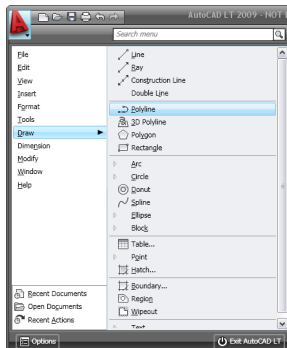 AutoCAD LT 2009 - NOT
Search menu
File
Edit
View
Insert
Format
Tools
Draw
Dimension
Modify
Window
Help
Line
Ray
Construction Line
Double Line
Polyline
3D Polyline
Polygon
Rectangle
Arc
Circle
Donut
Spline
Ellipse
Block
Table...
Point
Hatch...
Boundary...
Region
Wipeout
Text
Recent Documents
Open Documents
Recent Actions
Options
Exit AutoCAD LT